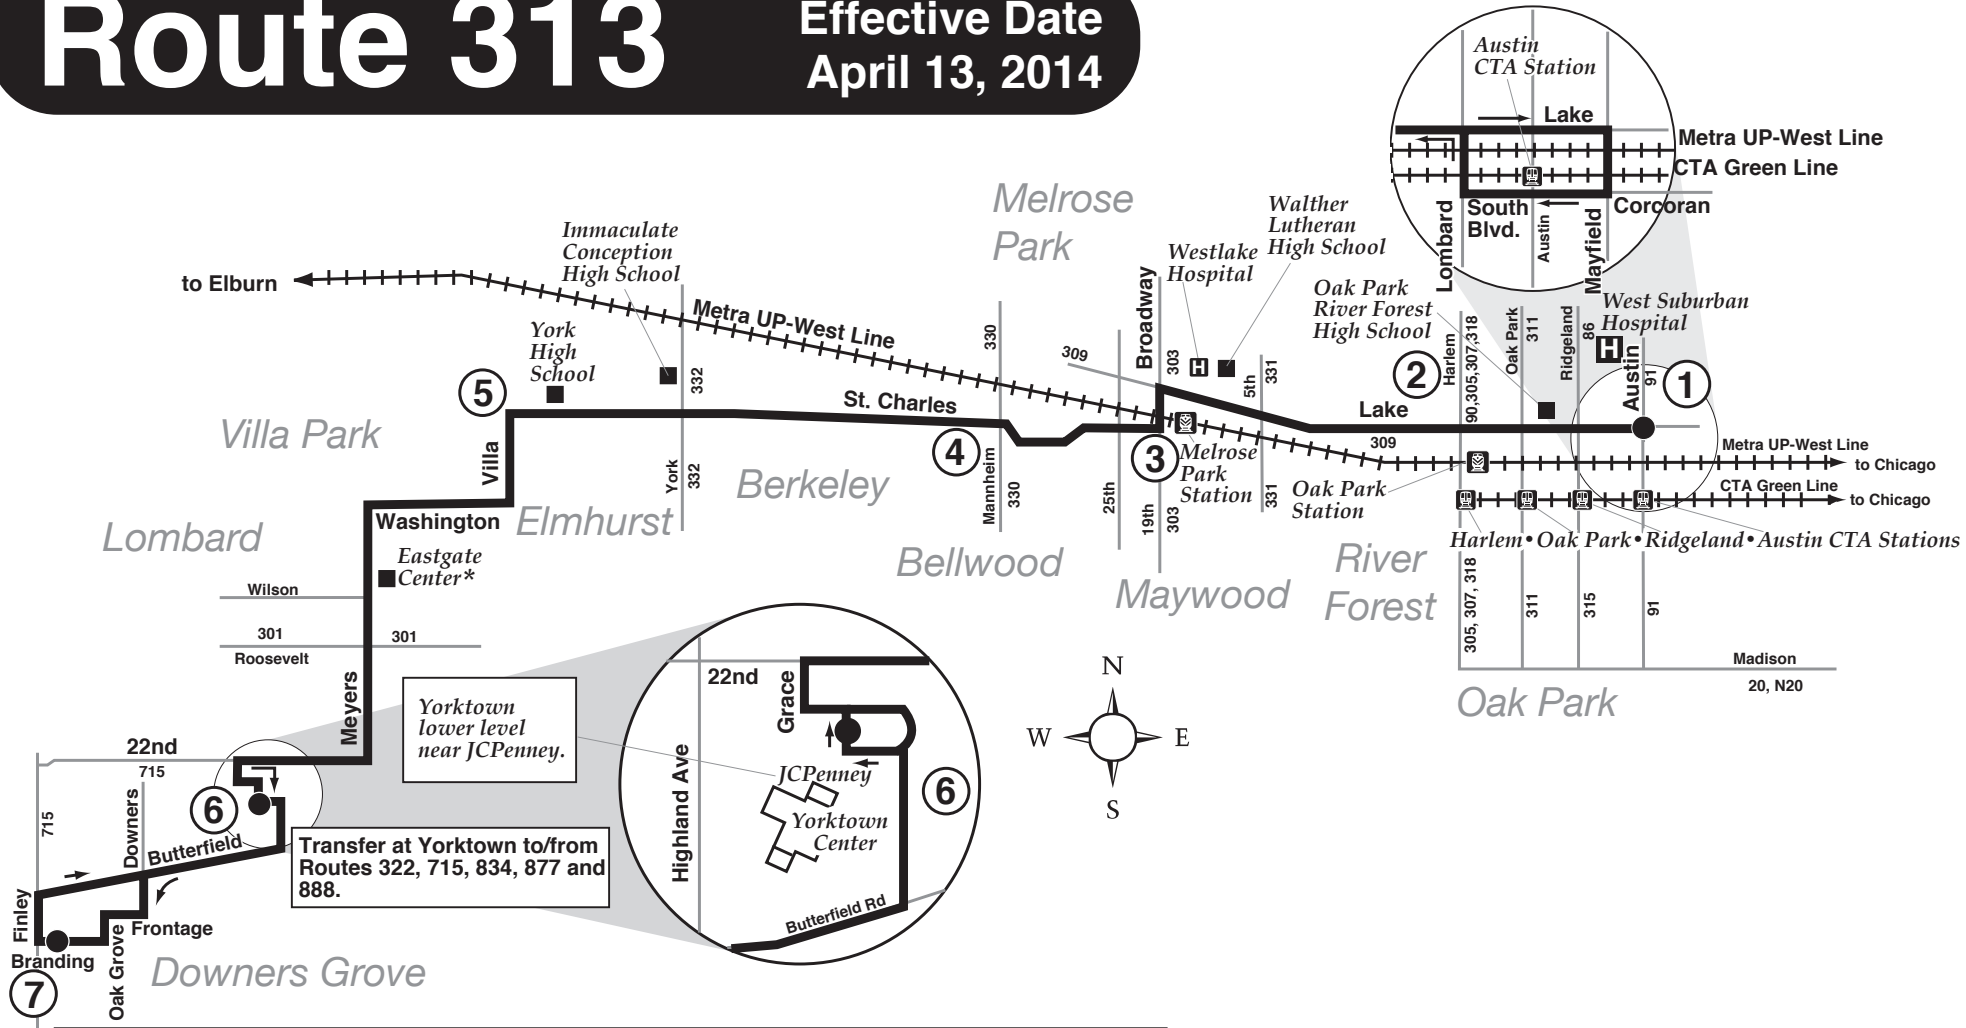 Route 313
Effective Date
April 13, 2014
Austin
CTA Station
Lake
Metra UP-West Line
CTA Green Line
Lombard
South
Blvd.
Austin
Mayfield
Corcoran
to Elburn
Immaculate
Conception
High School
York
High
School
Metra UP-West Line
Melrose
Park
Broadway
Westlake
Hospital
Walther
Lutheran
High School
Oak Park
River Forest
High School
West Suburban
Hospital
H
H
330
309
303
331
5th
332
St. Charles
Lake
309
Harlem
90,305,307,318
Oak Park
311
Ridgeland
86
Austin
91
1
2
3
4
5
Villa Park
Villa
York
332
Berkeley
Mannheim
330
25th
19th
303
Melrose
Park
Station
331
Oak Park
Station
Metra UP-West Line
to Chicago
CTA Green Line
to Chicago
Harlem•Oak Park•Ridgeland•Austin CTA Stations
Lombard
Washington
Elmhurst
Bellwood
Maywood
River
Forest
Eastgate
Center*
Wilson
301
301
Roosevelt
305, 307, 318
311
315
91
Madison
20, N20
Oak Park
Meyers
Yorktown
lower level
near JCPenney.
22nd
Grace
Highland Ave
JCPenney
Yorktown
Center
Butterfield Rd
6
N
W
E
S
22nd
715
715
Downers
6
Butterfield
Transfer at Yorktown to/from
Routes 322, 715, 834, 877 and
888.
Finley
Frontage
Branding
Oak Grove
7
Downers Grove